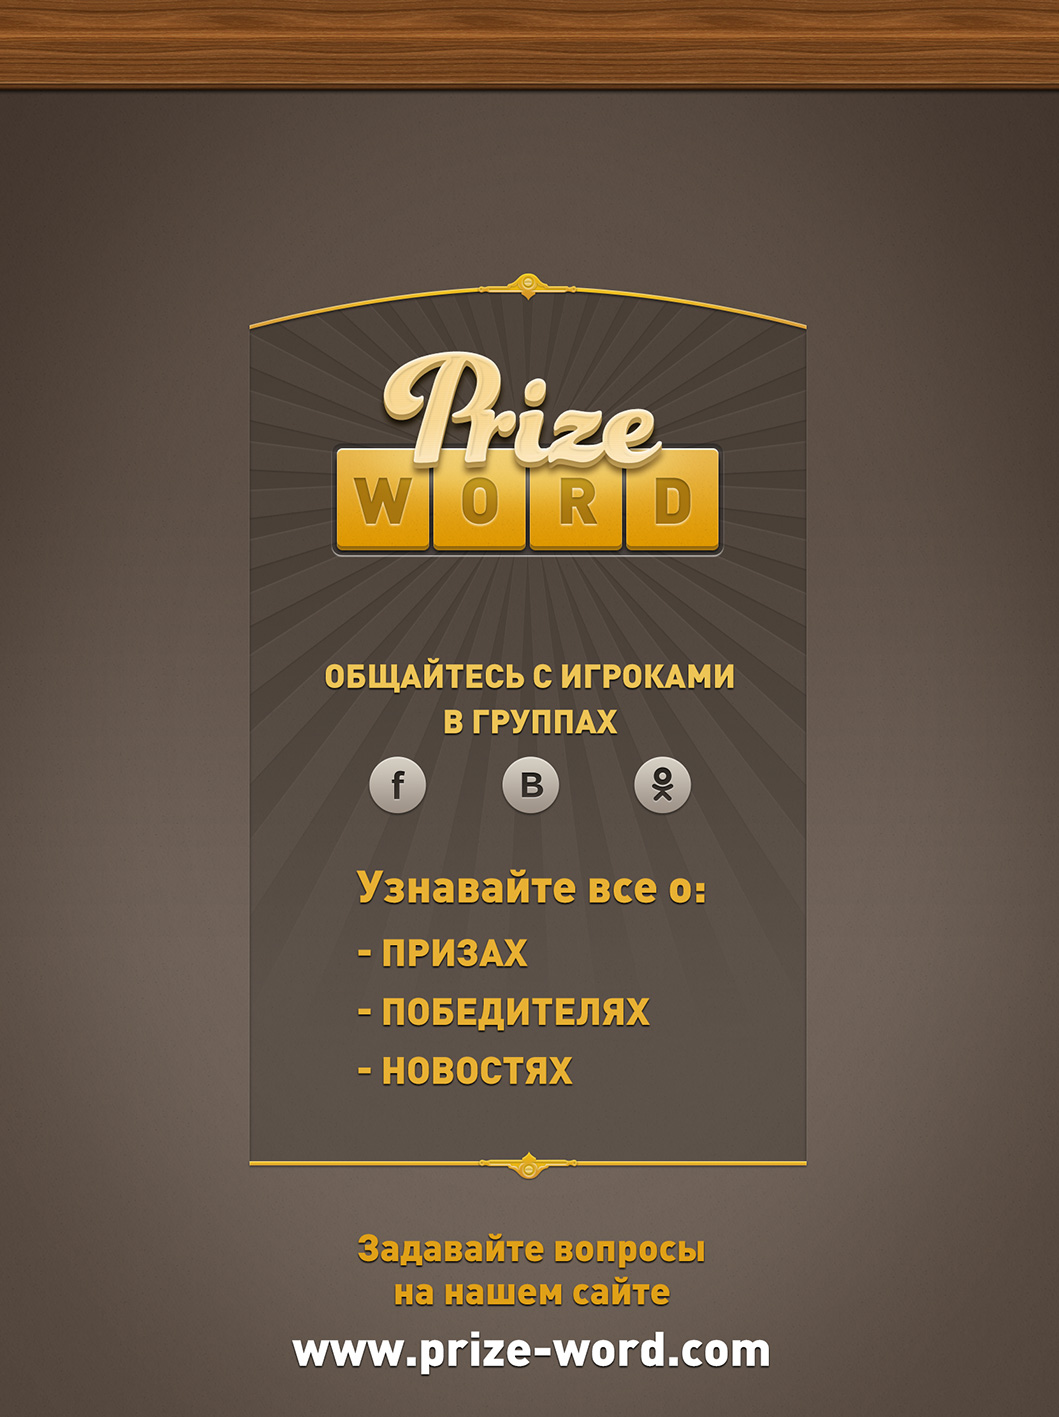 Prize
WORD
ОБЩАЙТЕСЬ С ИГРОКАМИ
В ГРУППАХ
f В
Узнавайте все о:
- ПРИЗАХ
- ПОБЕДИТЕЛЯХ
- НОВОСТЯХ
Задавайте вопросы
на нашем сайте
www.prize-word.com